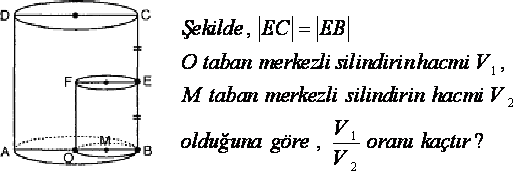 D C
Şekilde, |EC| = |EB|
O taban merkezli silindirin hacmi V₁,
F E
M taban merkezli silindirin hacmi V₂
olduğuna göre, V₁/V₂ oranı kaçtır?
A O M B